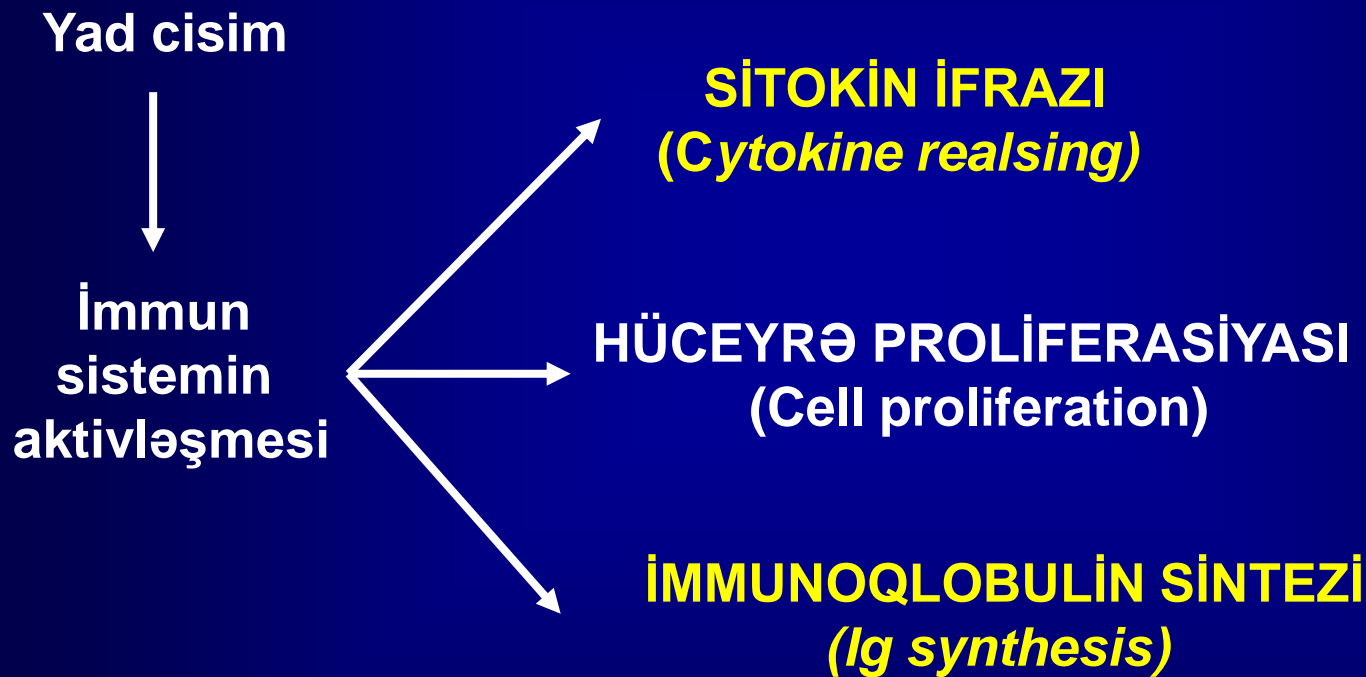 Yad cisim
İmmun
sistemin
aktivləşmesi
SİTOKİN İFRAZI
(Cytokine realsing)
HÜCEYRƏ PROLİFERASİYASI
(Cell proliferation)
İMMUNOQLOBULİN SİNTEZİ
(Ig synthesis)